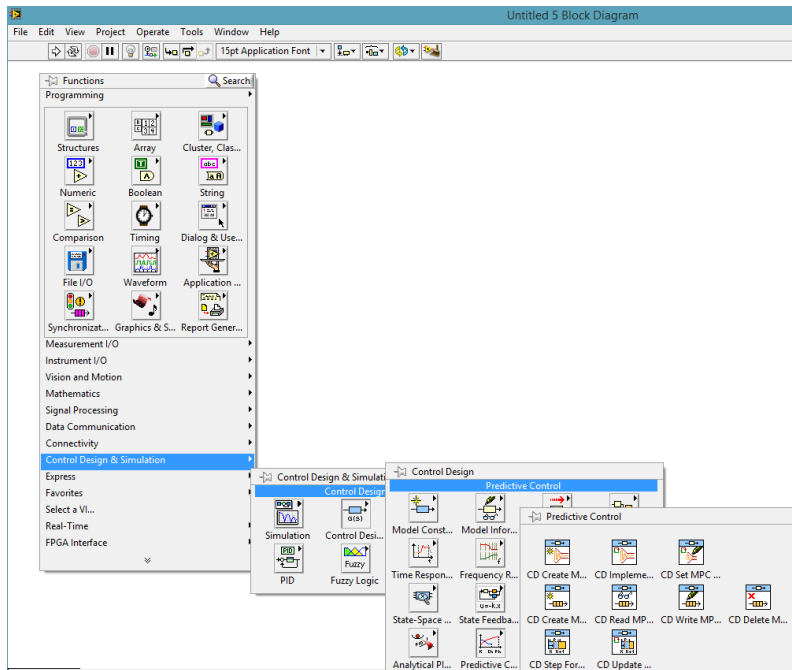 Untitled 5 Block Diagram
File Edit View Project Operate Tools Window Help
15pt Application Font
Functions Search
Programming
Structures Array Cluster, Clas...
Numeric Boolean String
Comparison Timing Dialog & Use...
File I/O Waveform Application ...
Synchronizat... Graphics & S... Report Gener...
Measurement I/O
Instrument I/O
Vision and Motion
Mathematics
Signal Processing
Data Communication
Connectivity
Control Design & Simulation
Express
Favorites
Select a VI...
Real-Time
FPGA Interface
Control Design & Simulati
Control Design
Simulation Control Desi...
PID Fuzzy Logic
Control Design
Predictive Control
Model Const... Model Infor...
Time Respon... Frequency R...
State-Space ... State Feedba...
Analytical Pl... Predictive C...
Predictive Control
CD Create M... CD Impleme... CD Set MPC ...
CD Create M... CD Read MP... CD Write MP... CD Delete M...
CD Step For... CD Update ...